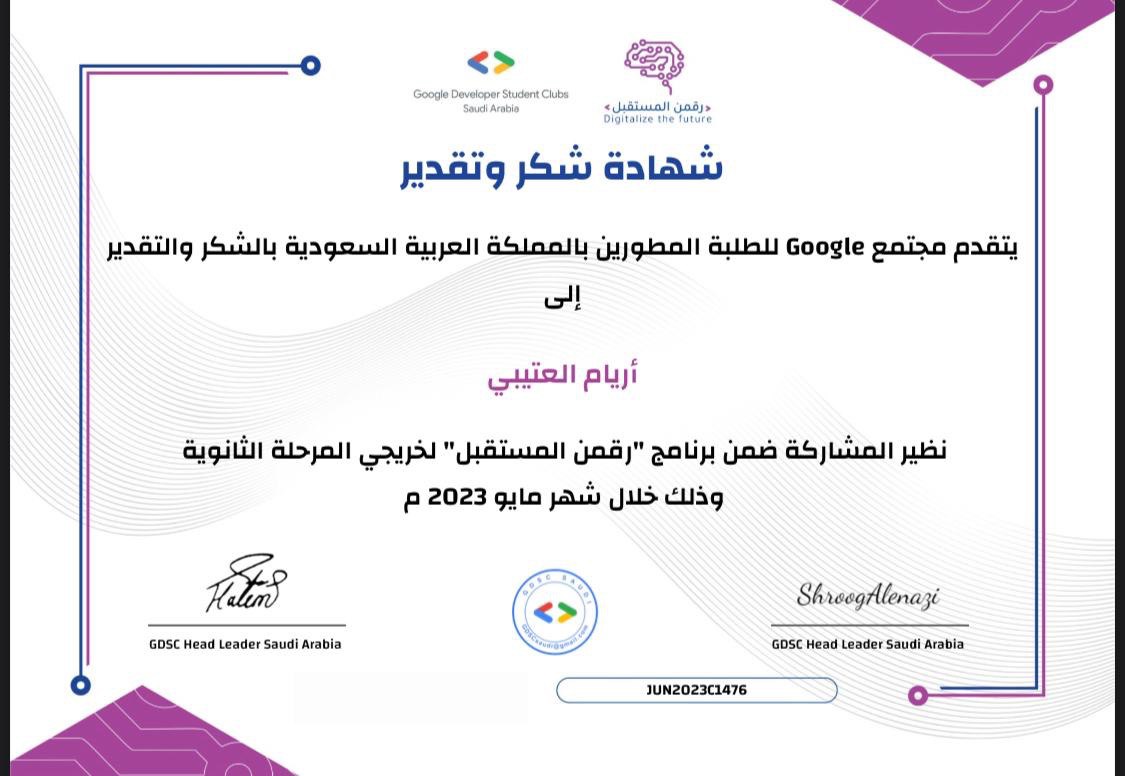 Google Developer Student Clubs
Saudi Arabia
<رقمن المستقبل>
Digitalize the future
شهادة شكر وتقدير
يتقدم مجتمع Google للطلبة المطورين بالمملكة العربية السعودية بالشكر والتقدير
إلى
أريام العتيبي
نظير المشاركة ضمن برنامج "رقمن المستقبل" لخريجي المرحلة الثانوية
وذلك خلال شهر مايو 2023 م
Hatem
GDSC Head Leader Saudi Arabia
GDSC SAUDI
GDSCsaudi@gmail.com
ShroogAlenazi
GDSC Head Leader Saudi Arabia
JUN2023C1476